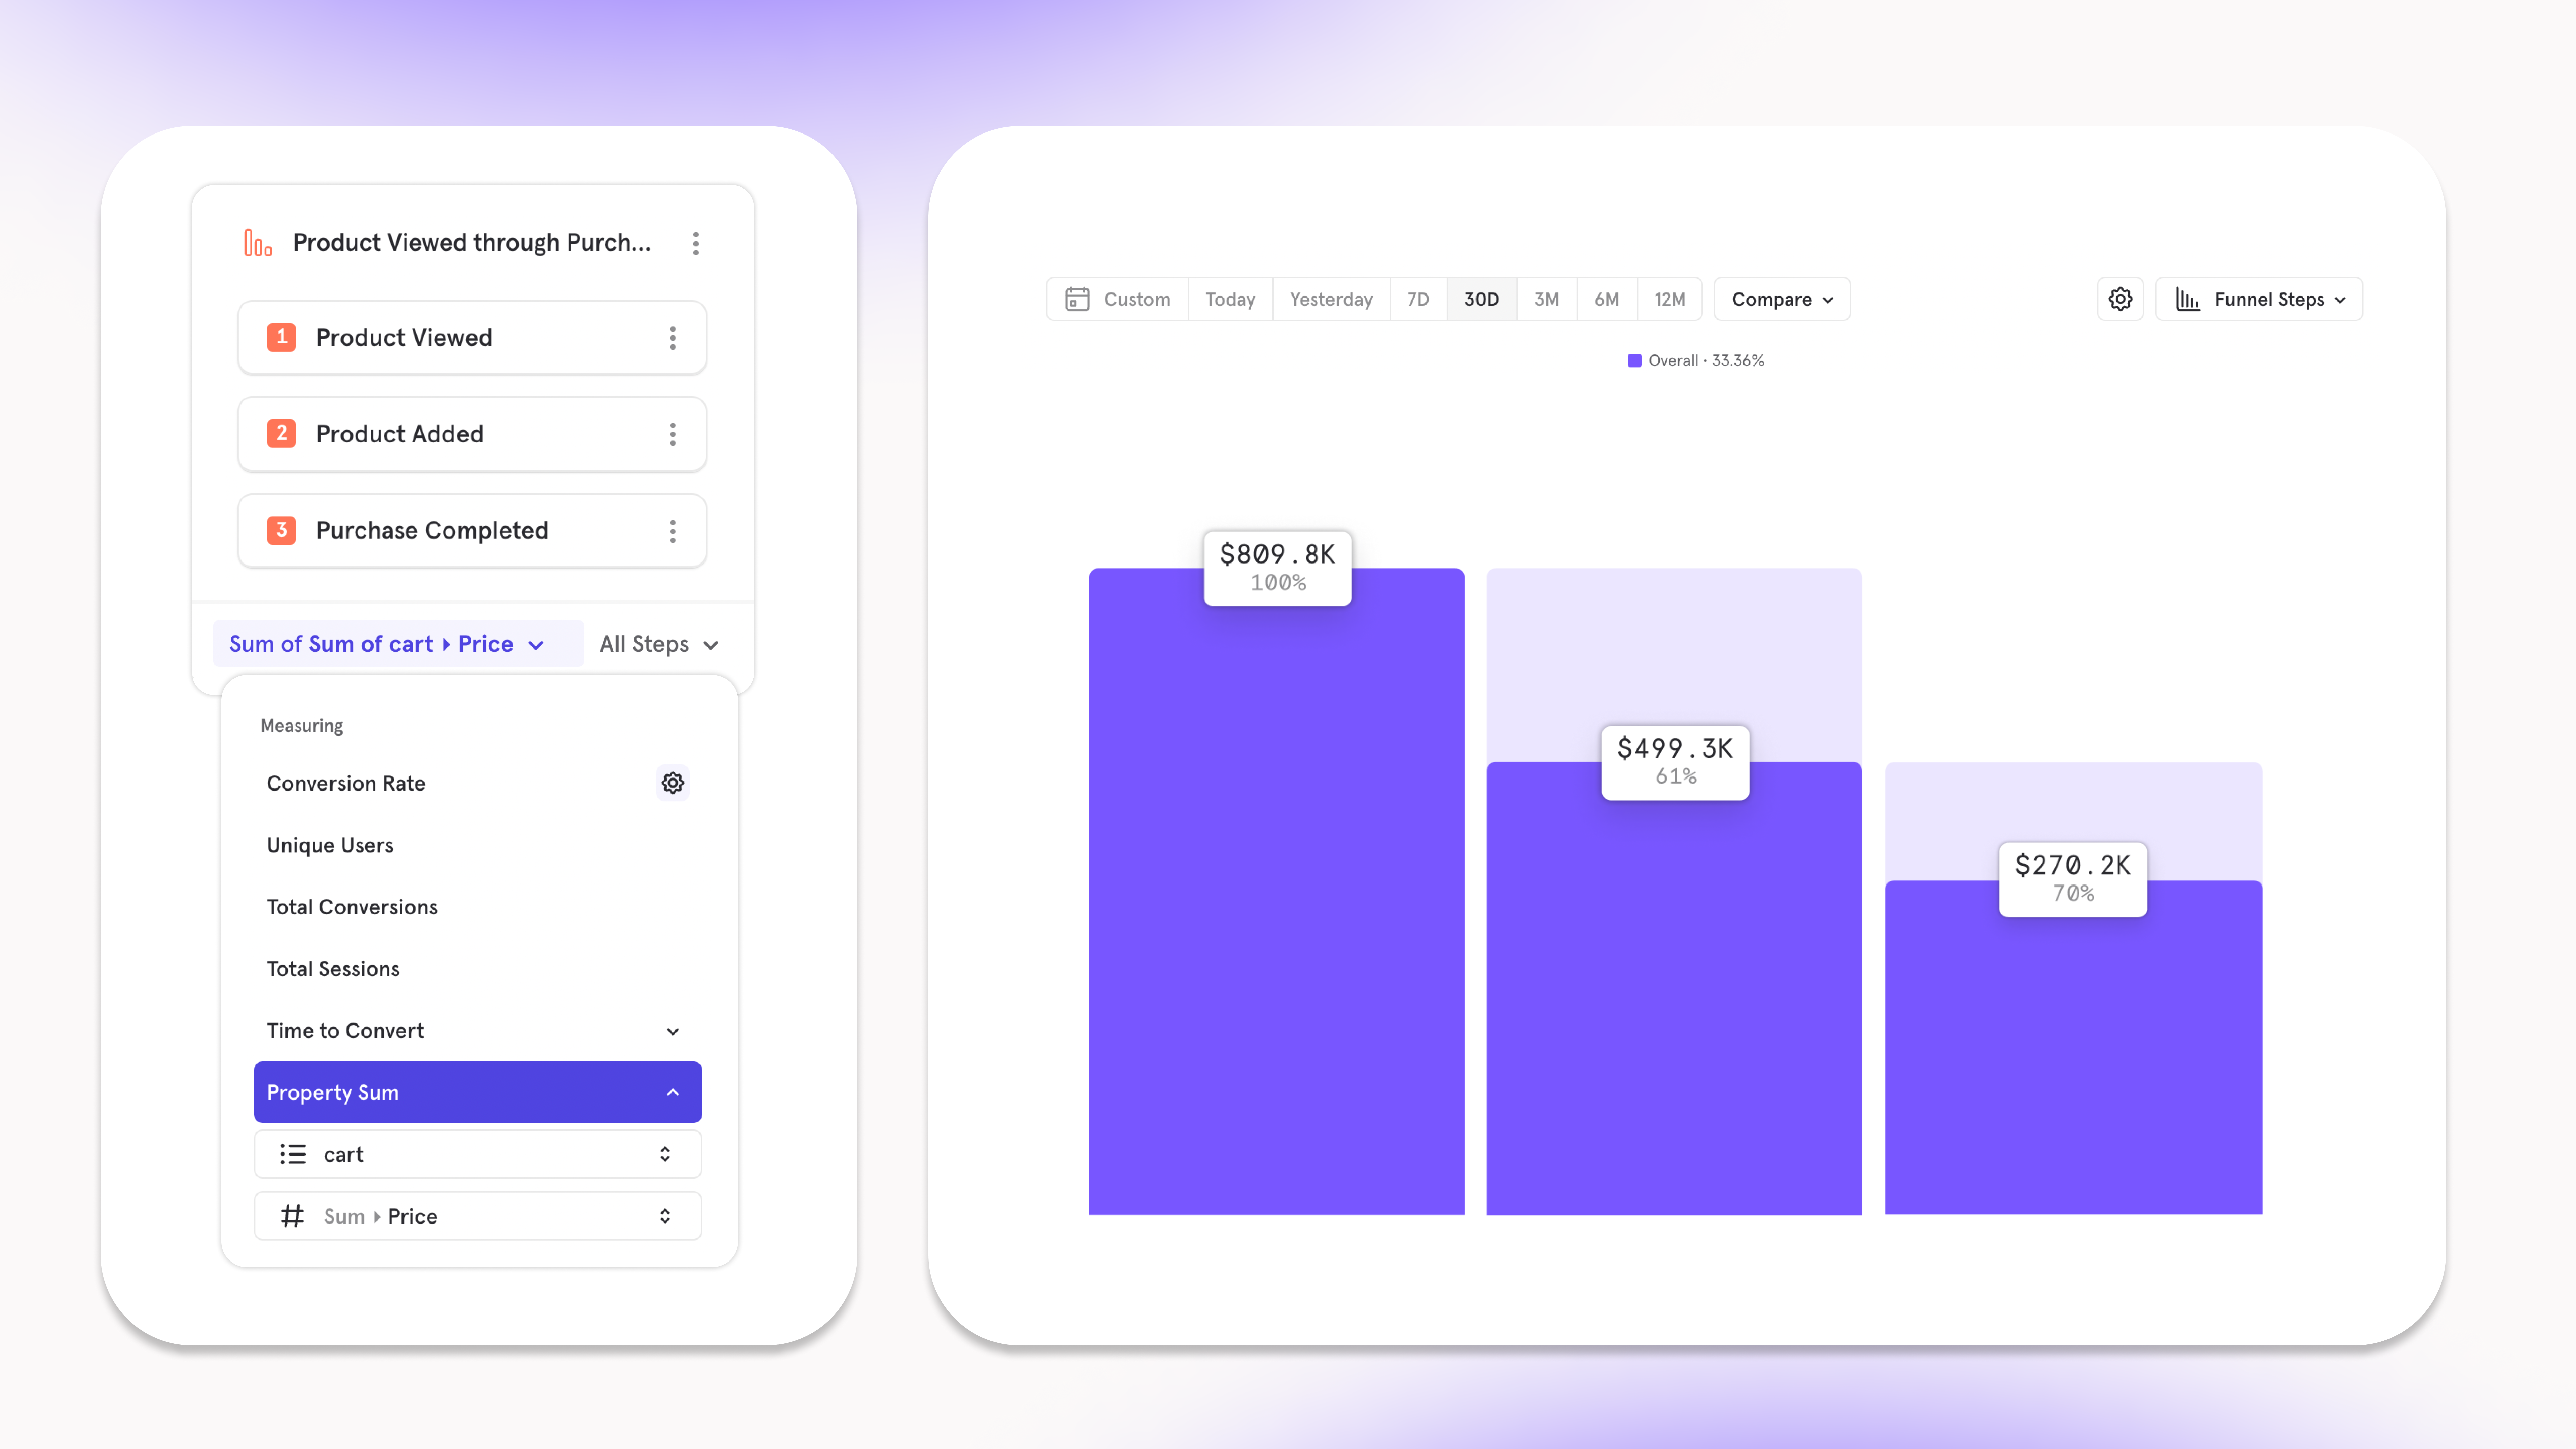 Product Viewed through Purch...
1 Product Viewed
2 Product Added
3 Purchase Completed
Sum of Sum of cart ▸ Price All Steps
Measuring
Conversion Rate
Unique Users
Total Conversions
Total Sessions
Time to Convert
Property Sum
cart
Sum ▸ Price
Custom Today Yesterday 7D 30D 3M 6M 12M Compare Funnel Steps
Overall · 33.36%
$809.8K
100%
$499.3K
61%
$270.2K
70%